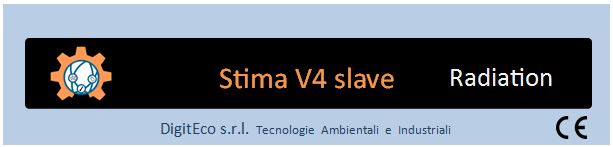 Stima V4 slave Radiation
DigitEco s.r.l. Tecnologie Ambientali e Industriali CE